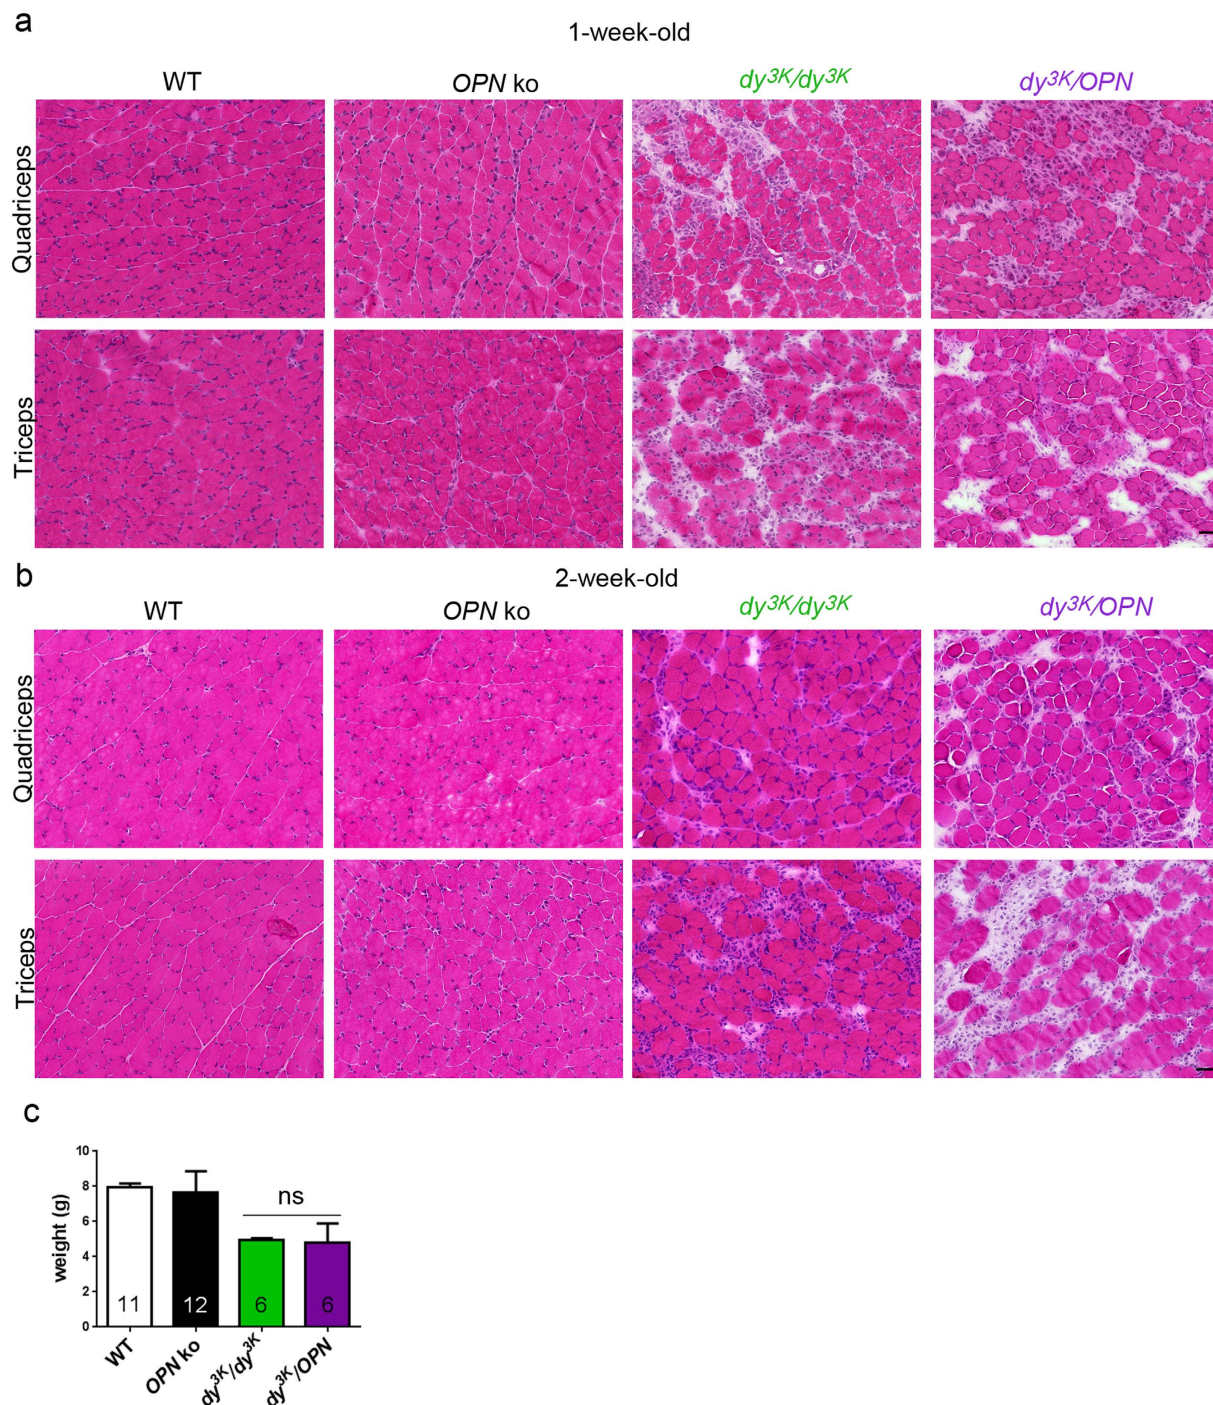 a
1-week-old
WT
OPN ko
dy3K/dy3K
dy3K/OPN
Quadriceps
Triceps
b
2-week-old
WT
OPN ko
dy3K/dy3K
dy3K/OPN
Quadriceps
Triceps
c
weight (g)
10
8
6
4
2
0
ns
11
12
6
6
WT
OPN ko
dy3K/dy3K
dy3K/OPN